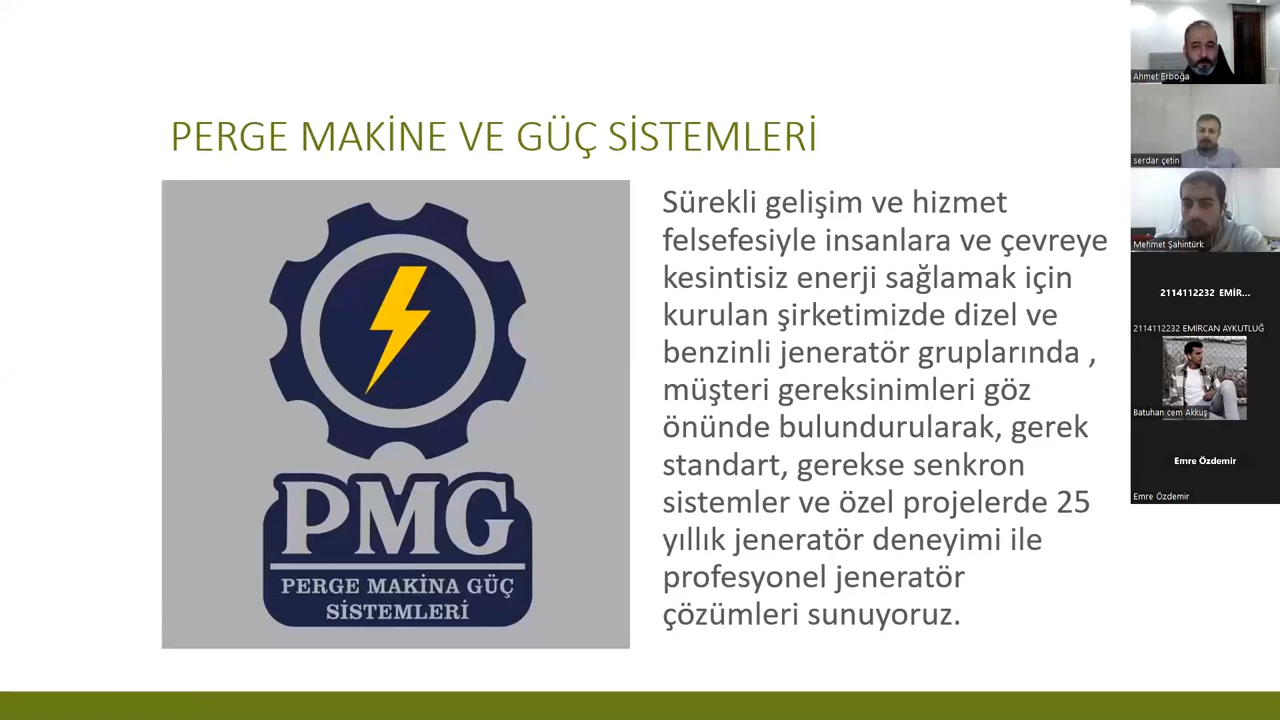 PERGE MAKİNE VE GÜÇ SİSTEMLERİ
PMG
PERGE MAKİNA GÜÇ
SİSTEMLERİ
Sürekli gelişim ve hizmet
felsefesiyle insanlara ve çevreye
kesintisiz enerji sağlamak için
kurulan şirketimizde dizel ve
benzinli jeneratör gruplarında ,
müşteri gereksinimleri göz
önünde bulundurularak, gerek
standart, gerekse senkron
sistemler ve özel projelerde 25
yıllık jeneratör deneyimi ile
profesyonel jeneratör
çözümleri sunuyoruz.
Ahmet Erboğa
serdar çetin
Mehmet Şahintürk
2114112232 EMİR...
2114112232 EMİRCAN AYKUTLUĞ
Batuhan cem Akkuş
Emre Özdemir
Emre Özdemir